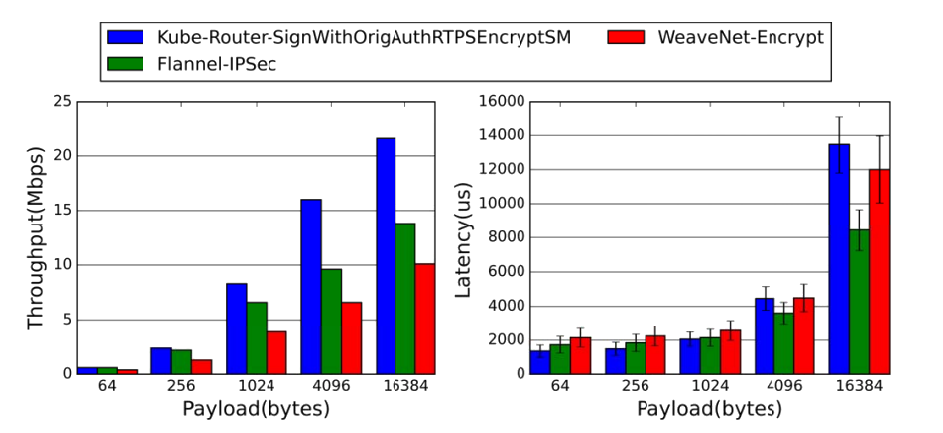 Kube-Router-SignWithOrigAuthRTPSEncryptSM WeaveNet-Encrypt
Flannel-IPSec
25
20
15
10
5
0
Throughput(Mbps)
64 256 1024 4096 16384
Payload(bytes)
16000
14000
12000
10000
8000
6000
4000
2000
0
Latency(us)
64 256 1024 4096 16384
Payload(bytes)